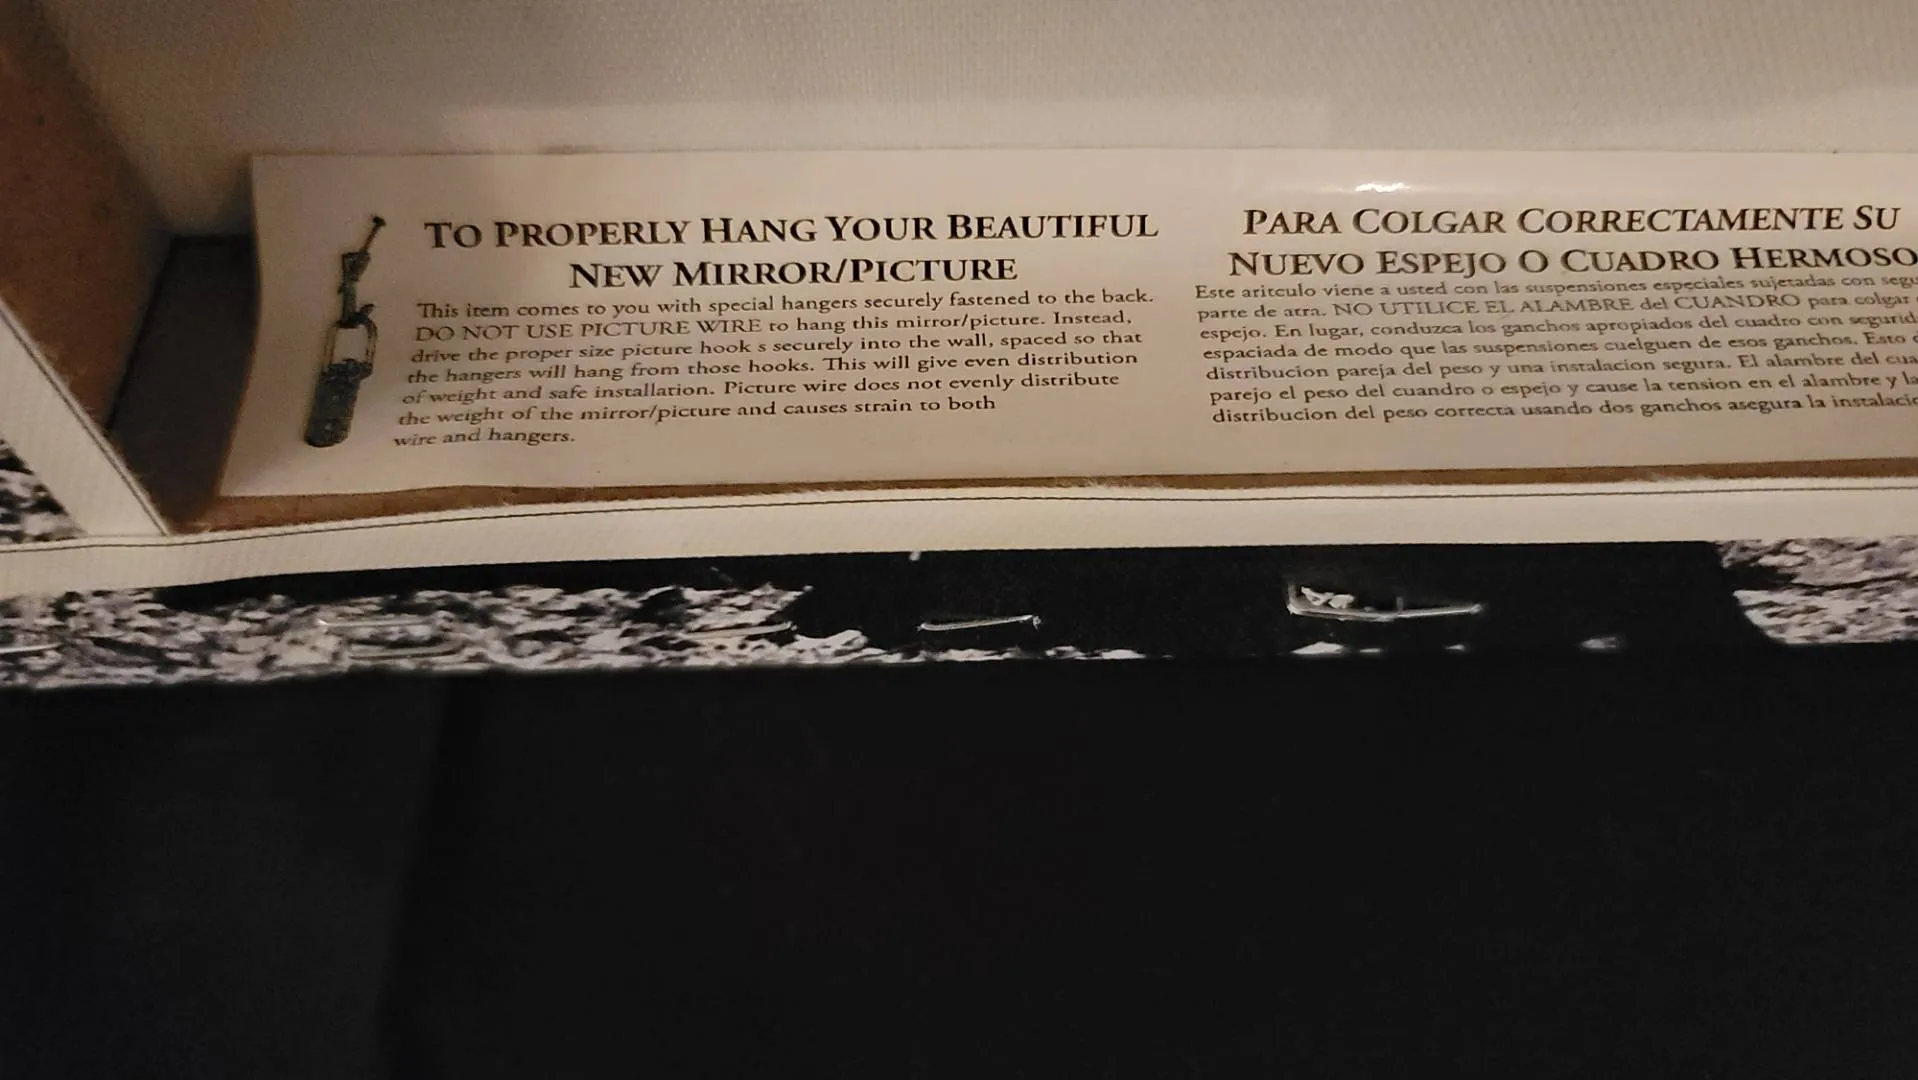 TO PROPERLY HANG YOUR BEAUTIFUL
NEW MIRROR/PICTURE
This item comes to you with special hangers securely fastened to the back.
DO NOT USE PICTURE WIRE to hang this mirror/picture. Instead,
drive the proper size picture hook s securely into the wall, spaced so that
the hangers will hang from those hooks. This will give even distribution
of weight and safe installation. Picture wire does not evenly distribute
the weight of the mirror/picture and causes strain to both
wire and hangers.
PARA COLGAR CORRECTAMENTE SU
NUEVO ESPEJO O CUADRO HERMOSO
Este aritculo viene a usted con las suspensiones especiales sujetadas con segu
parte de atra. NO UTILICE EL ALAMBRE del CUANDRO para colgar
espejo. En lugar, conduzca los ganchos apropiados del cuadro con segurid
espaciada de modo que las suspensiones cuelguen de esos ganchos. Esto
distribucion pareja del peso y una instalacion segura. El alambre del cua
parejo el peso del cuandro o espejo y cause la tension en el alambre y la
distribucion del peso correcta usando dos ganchos asegura la instalacio